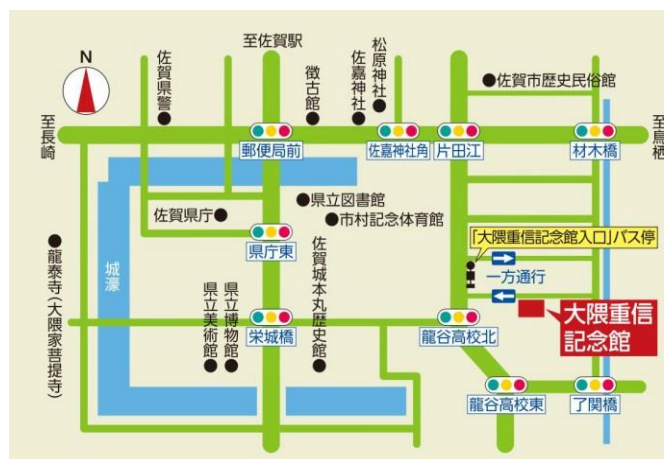 N
至佐賀駅
佐賀県警
徴古館
佐嘉神社
松原神社
佐賀市歴史民俗館
至長崎
郵便局前
佐嘉神社角
片田江
材木橋
至鳥栖
県立図書館
佐賀県庁
市村記念体育館
県庁東
「大隈重信記念館入口」バス停
一方通行
城濠
龍泰寺(大隈家菩提寺)
県立美術館
県立博物館
栄城橋
佐賀城本丸歴史館
龍谷高校北
大隈重信
記念館
龍谷高校東
了関橋